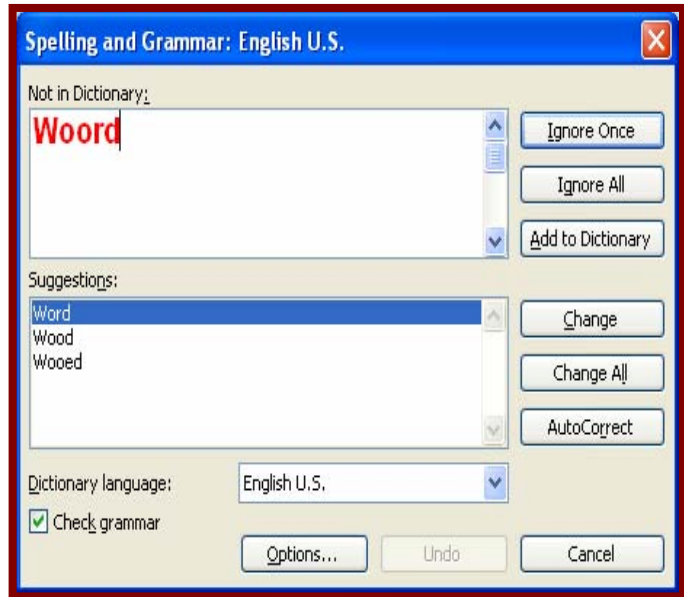 Spelling and Grammar: English U.S.
Not in Dictionary:
Woord
Ignore Once
Ignore All
Add to Dictionary
Suggestions:
Word
Wood
Wooed
Change
Change All
AutoCorrect
Dictionary language: English U.S.
Check grammar
Options... Undo Cancel